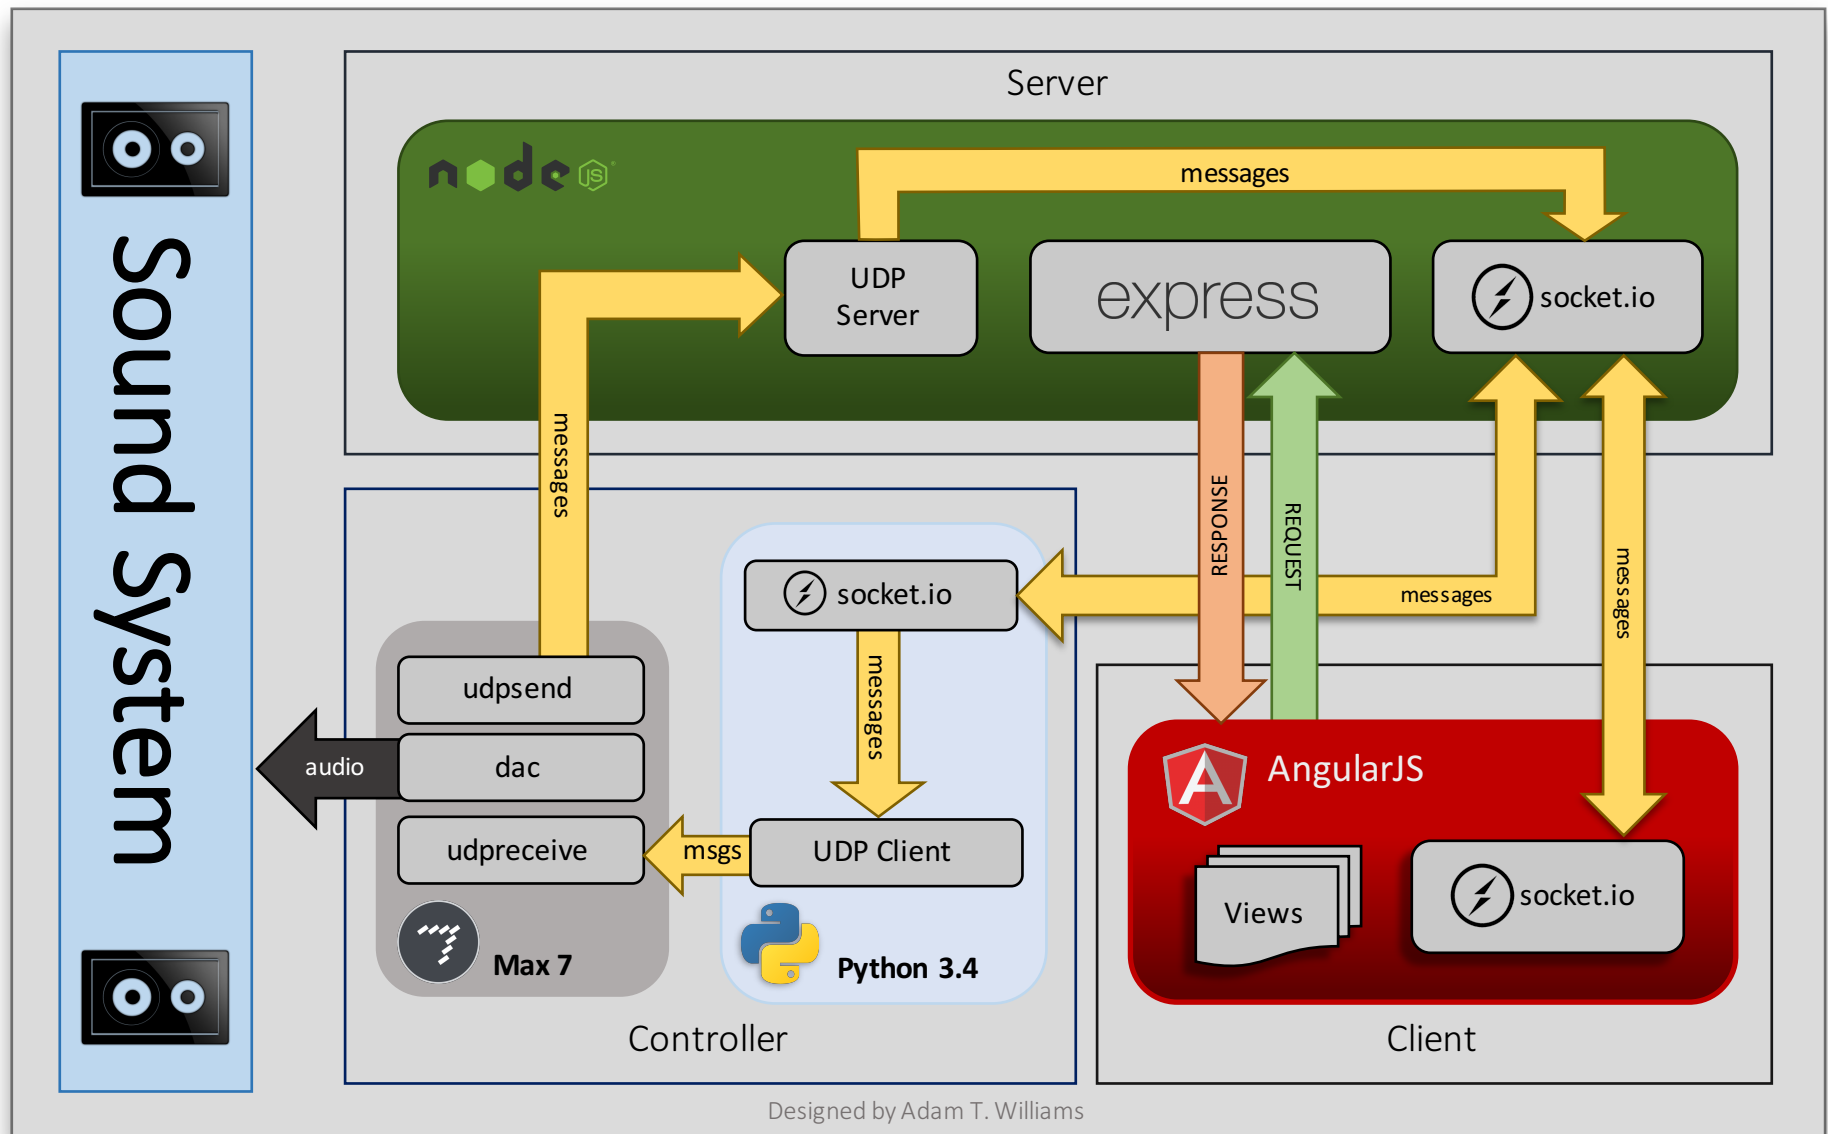 Sound System
Server
node JS
messages
UDP
Server
express
socket.io
messages
RESPONSE
REQUEST
messages
messages
socket.io
messages
udpsend
dac
udpreceive
audio
msgs
UDP Client
Max 7
Python 3.4
Controller
A AngularJS
Views
socket.io
Client
Designed by Adam T. Williams